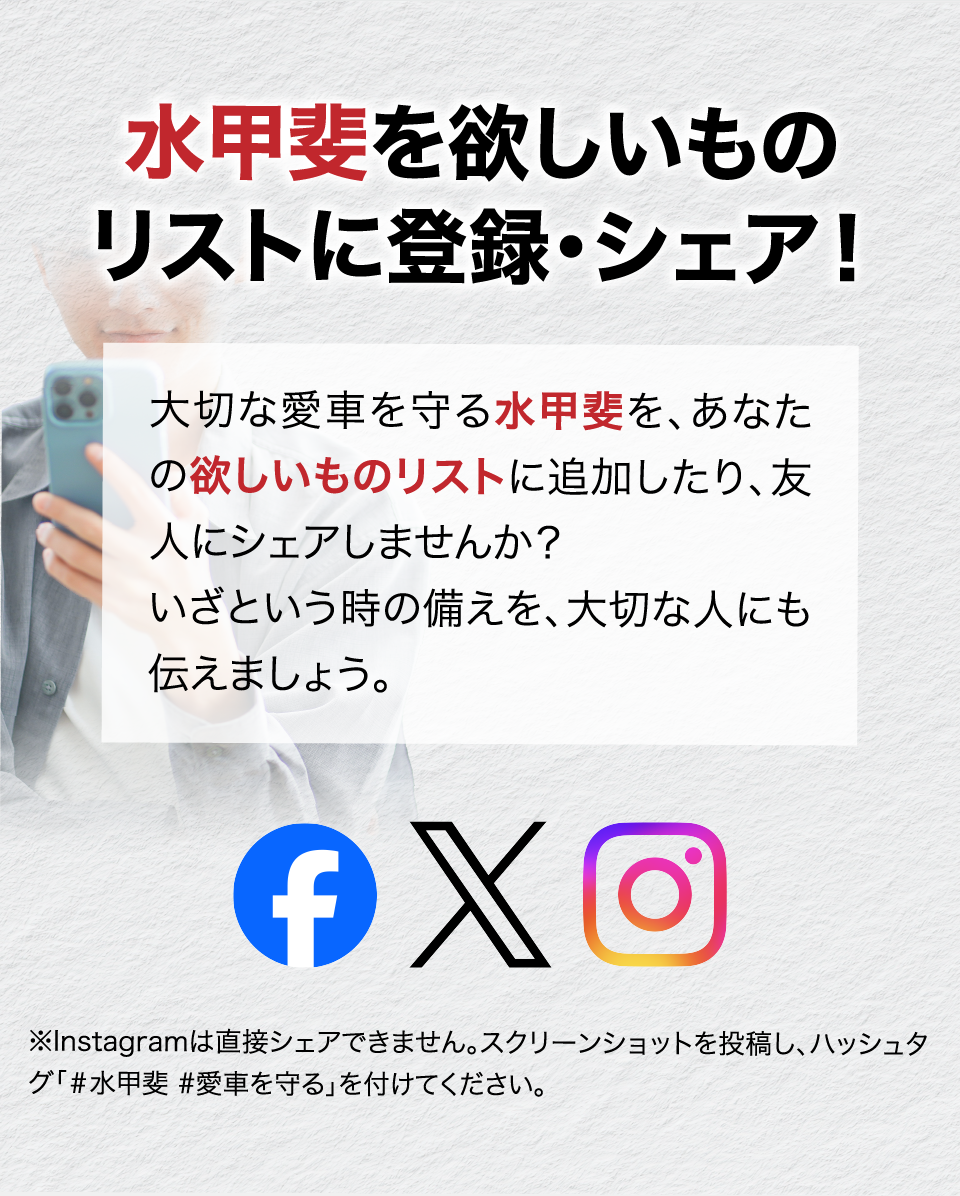 水甲斐を欲しいもの
リストに登録・シェア！
大切な愛車を守る水甲斐を、あなた
の欲しいものリストに追加したり、友
人にシェアしませんか？
いざという時の備えを、大切な人にも
伝えましょう。
※Instagramは直接シェアできません。スクリーンショットを投稿し、ハッシュタ
グ「#水甲斐 #愛車を守る」を付けてください。